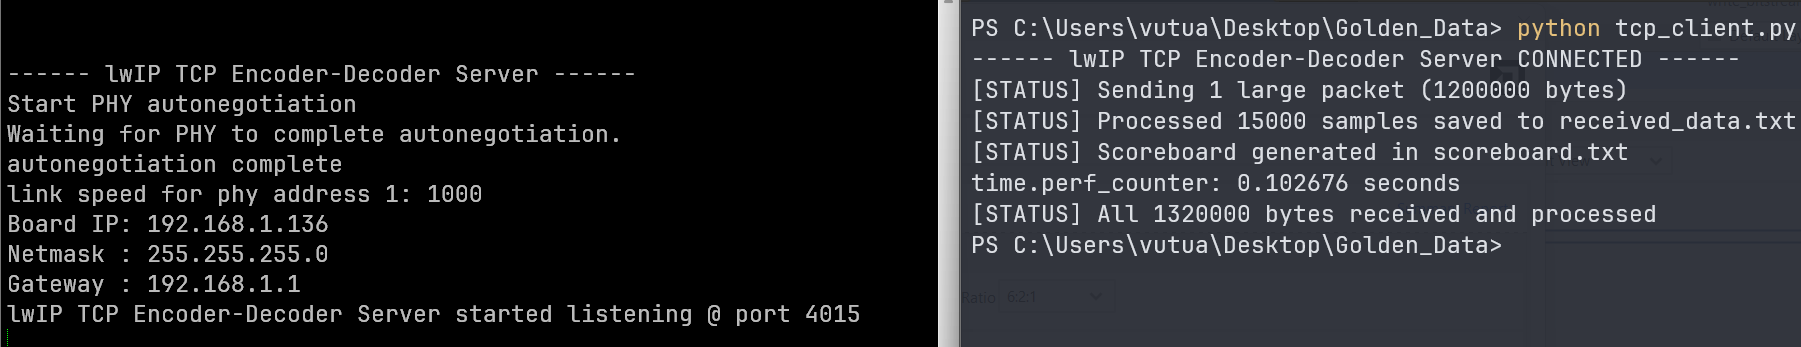 ------ lwIP TCP Encoder-Decoder Server ------
Start PHY autonegotiation
Waiting for PHY to complete autonegotiation.
autonegotiation complete
link speed for phy address 1: 1000
Board IP: 192.168.1.136
Netmask : 255.255.255.0
Gateway : 192.168.1.1
lwIP TCP Encoder-Decoder Server started listening @ port 4015
PS C:\Users\vutua\Desktop\Golden_Data> python tcp_client.py
------ lwIP TCP Encoder-Decoder Server CONNECTED ------
[STATUS] Sending 1 large packet (1200000 bytes)
[STATUS] Processed 15000 samples saved to received_data.txt
[STATUS] Scoreboard generated in scoreboard.txt
time.perf_counter: 0.102676 seconds
[STATUS] All 1320000 bytes received and processed
PS C:\Users\vutua\Desktop\Golden_Data>
Ratio 6:2:1